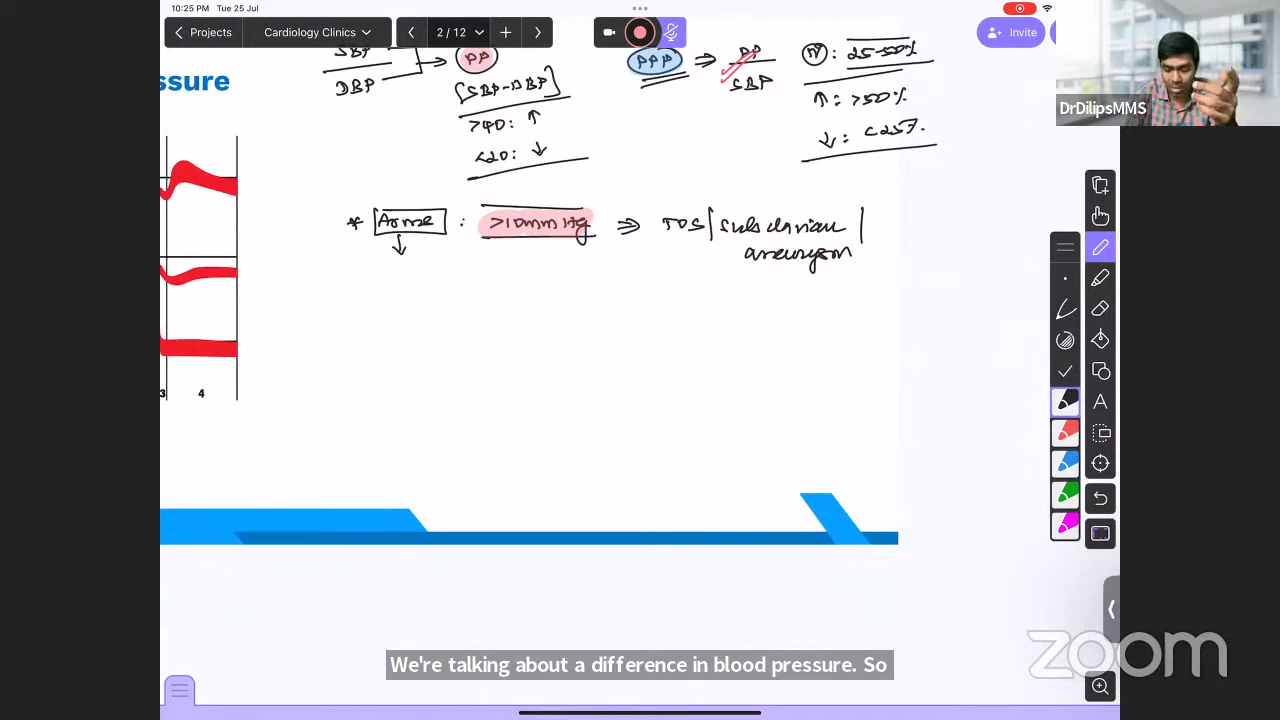 10:25 PM Tue 25 Jul
Projects
Cardiology Clinics
2 / 12
Invite
SBP
DBP
PP
[SBP-DBP]
>40: ↑
<20: ↓
PPP ⇒ PP
SBP
N : 25-50%
↑ : >50%
↓ : <25%.
ssure
DrDilipsMMS
* Arms : >10mm Hg ⇒ TOS | subclavian |
aneurysm
3 4
We're talking about a difference in blood pressure. So
zoom